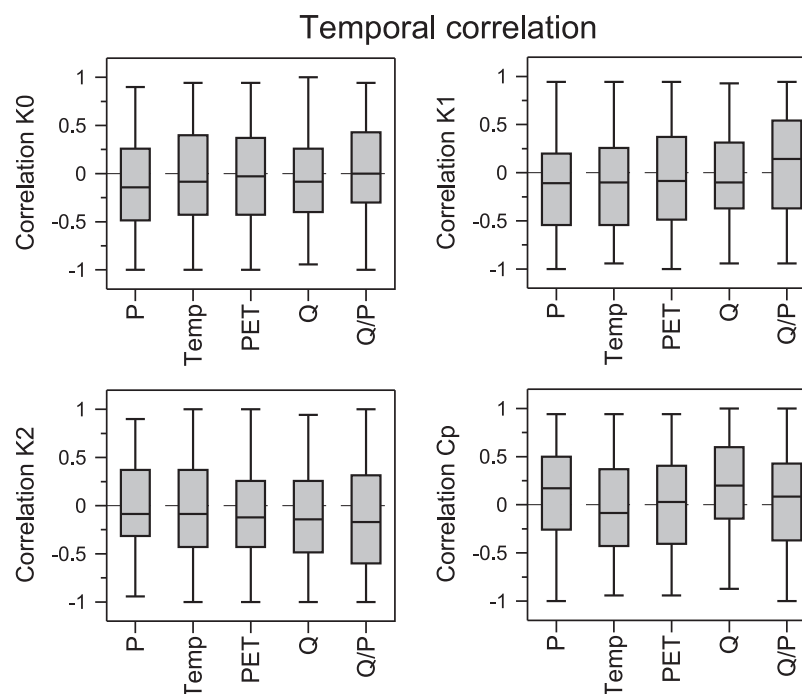 Temporal correlation
Correlation K0
1
0.5
0
-0.5
-1
P
Temp
PET
Q
Q/P
Correlation K1
1
0.5
0
-0.5
-1
P
Temp
PET
Q
Q/P
Correlation K2
1
0.5
0
-0.5
-1
P
Temp
PET
Q
Q/P
Correlation Cp
1
0.5
0
-0.5
-1
P
Temp
PET
Q
Q/P